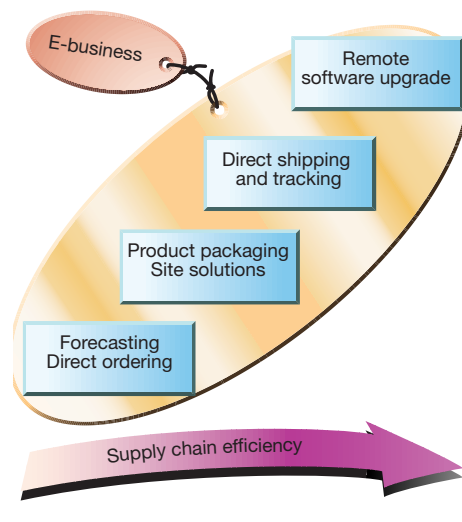 E-business
Remote
software upgrade
Direct shipping
and tracking
Product packaging
Site solutions
Forecasting
Direct ordering
Supply chain efficiency